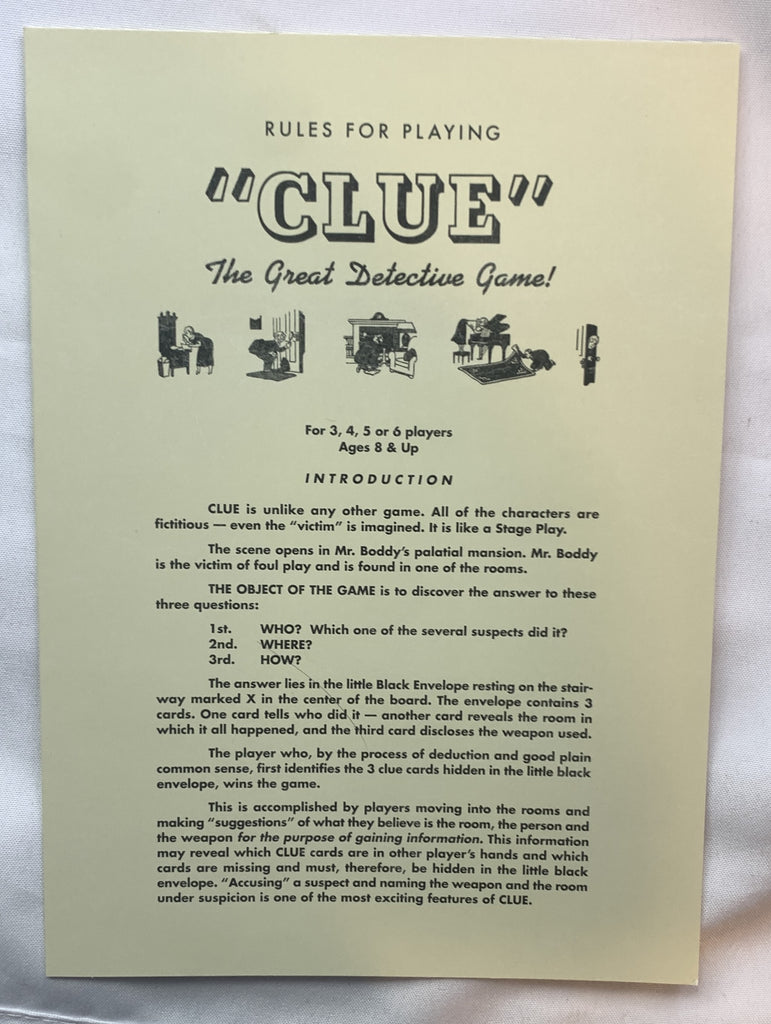 RULES FOR PLAYING
"CLUE"
The Great Detective Game!
For 3, 4, 5 or 6 players
Ages 8 & Up
INTRODUCTION
CLUE is unlike any other game. All of the characters are
fictitious — even the "victim" is imagined. It is like a Stage Play.
The scene opens in Mr. Boddy's palatial mansion. Mr. Boddy
is the victim of foul play and is found in one of the rooms.
THE OBJECT OF THE GAME is to discover the answer to these
three questions:
1st. WHO? Which one of the several suspects did it?
2nd. WHERE?
3rd. HOW?
The answer lies in the little Black Envelope resting on the stair-
way marked X in the center of the board. The envelope contains 3
cards. One card tells who did it — another card reveals the room in
which it all happened, and the third card discloses the weapon used.
The player who, by the process of deduction and good plain
common sense, first identifies the 3 clue cards hidden in the little black
envelope, wins the game.
This is accomplished by players moving into the rooms and
making "suggestions" of what they believe is the room, the person and
the weapon for the purpose of gaining information. This information
may reveal which CLUE cards are in other player's hands and which
cards are missing and must, therefore, be hidden in the little black
envelope. "Accusing" a suspect and naming the weapon and the room
under suspicion is one of the most exciting features of CLUE.